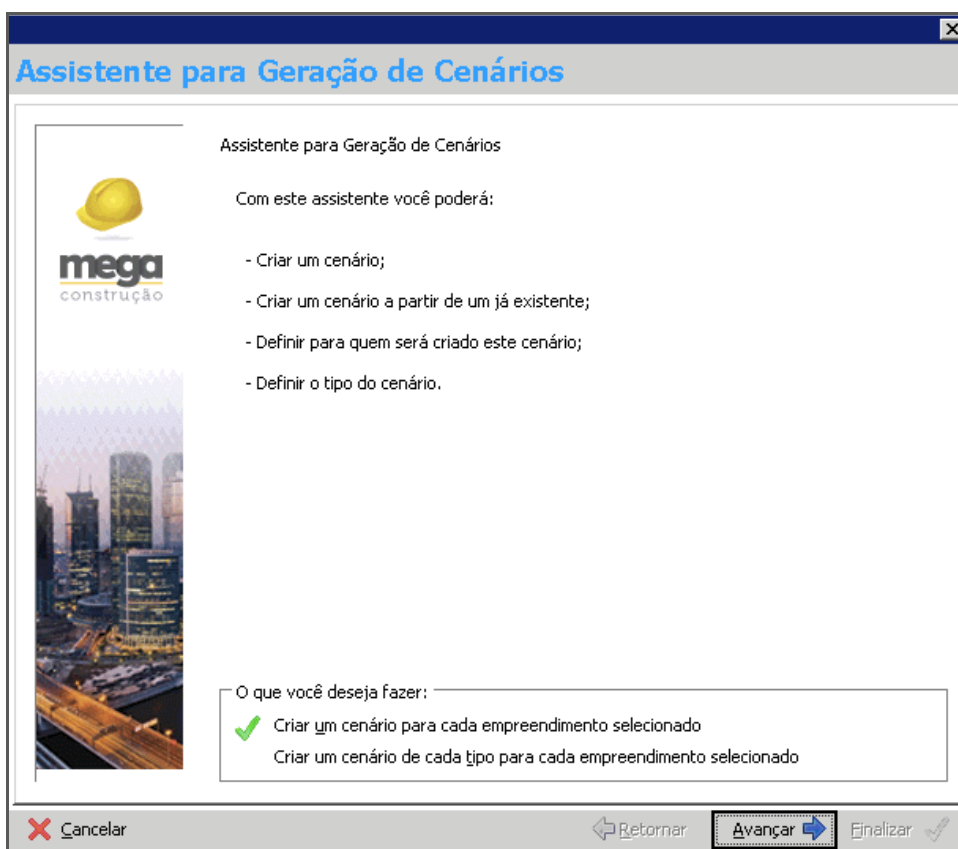 Assistente para Geração de Cenários
Assistente para Geração de Cenários
Com este assistente você poderá:
mega
construção
- Criar um cenário;
- Criar um cenário a partir de um já existente;
- Definir para quem será criado este cenário;
- Definir o tipo do cenário.
O que você deseja fazer:
Criar um cenário para cada empreendimento selecionado
Criar um cenário de cada tipo para cada empreendimento selecionado
Cancelar
Retornar
Avançar
Finalizar